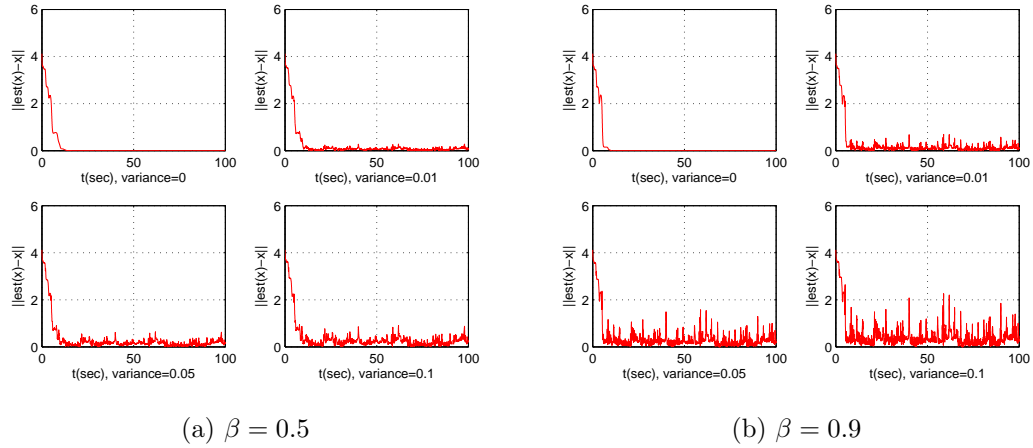 6
4
2
0
||est(x)−x||
0 50 100
t(sec), variance=0
6
4
2
0
||est(x)−x||
0 50 100
t(sec), variance=0.01
6
4
2
0
||est(x)−x||
0 50 100
t(sec), variance=0.05
6
4
2
0
||est(x)−x||
0 50 100
t(sec), variance=0.1
(a) β = 0.5
6
4
2
0
||est(x)−x||
0 50 100
t(sec), variance=0
6
4
2
0
||est(x)−x||
0 50 100
t(sec), variance=0.01
6
4
2
0
||est(x)−x||
0 50 100
t(sec), variance=0.05
6
4
2
0
||est(x)−x||
0 50 100
t(sec), variance=0.1
(b) β = 0.9